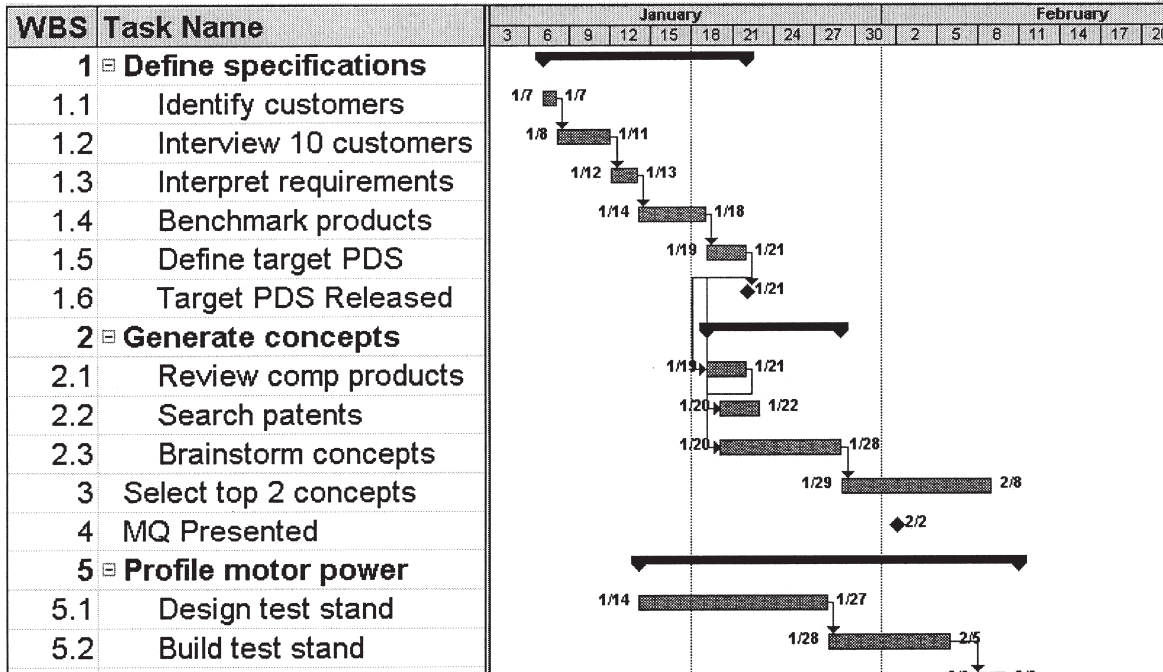 January February
WBS Task Name 3 6 9 12 15 18 21 24 27 30 2 5 8 11 14 17
1 Define specifications
1.1 Identify customers 1/7 1/7
1.2 Interview 10 customers 1/8 1/11
1.3 Interpret requirements 1/12 1/13
1.4 Benchmark products 1/14 1/18
1.5 Define target PDS 1/19 1/21
1.6 Target PDS Released 1/21
2 Generate concepts
2.1 Review comp products 1/19 1/21
2.2 Search patents 1/20 1/22
2.3 Brainstorm concepts 1/20 1/28
3 Select top 2 concepts 1/29 2/8
4 MQ Presented 2/2
5 Profile motor power
5.1 Design test stand 1/14 1/27
5.2 Build test stand 1/28 2/5